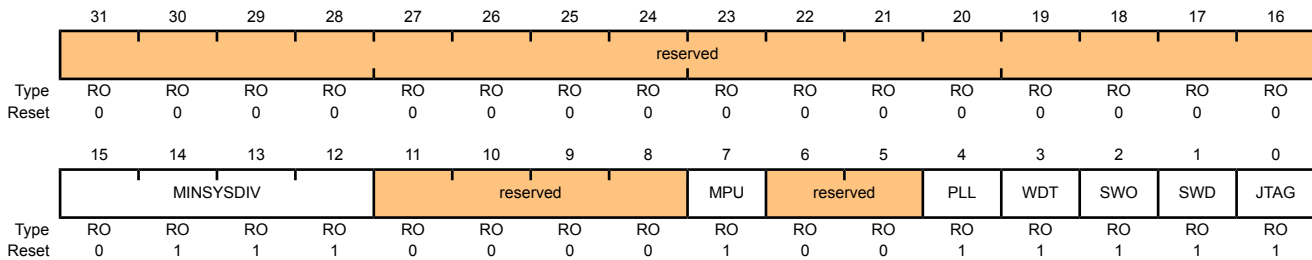 31 30 29 28 27 26 25 24 23 22 21 20 19 18 17 16
reserved
Type RO RO RO RO RO RO RO RO RO RO RO RO RO RO RO RO
Reset 0 0 0 0 0 0 0 0 0 0 0 0 0 0 0 0
15 14 13 12 11 10 9 8 7 6 5 4 3 2 1 0
MINSYSDIV reserved MPU reserved PLL WDT SWO SWD JTAG
Type RO RO RO RO RO RO RO RO RO RO RO RO RO RO RO RO
Reset 0 1 1 1 0 0 0 0 1 0 0 1 1 1 1 1